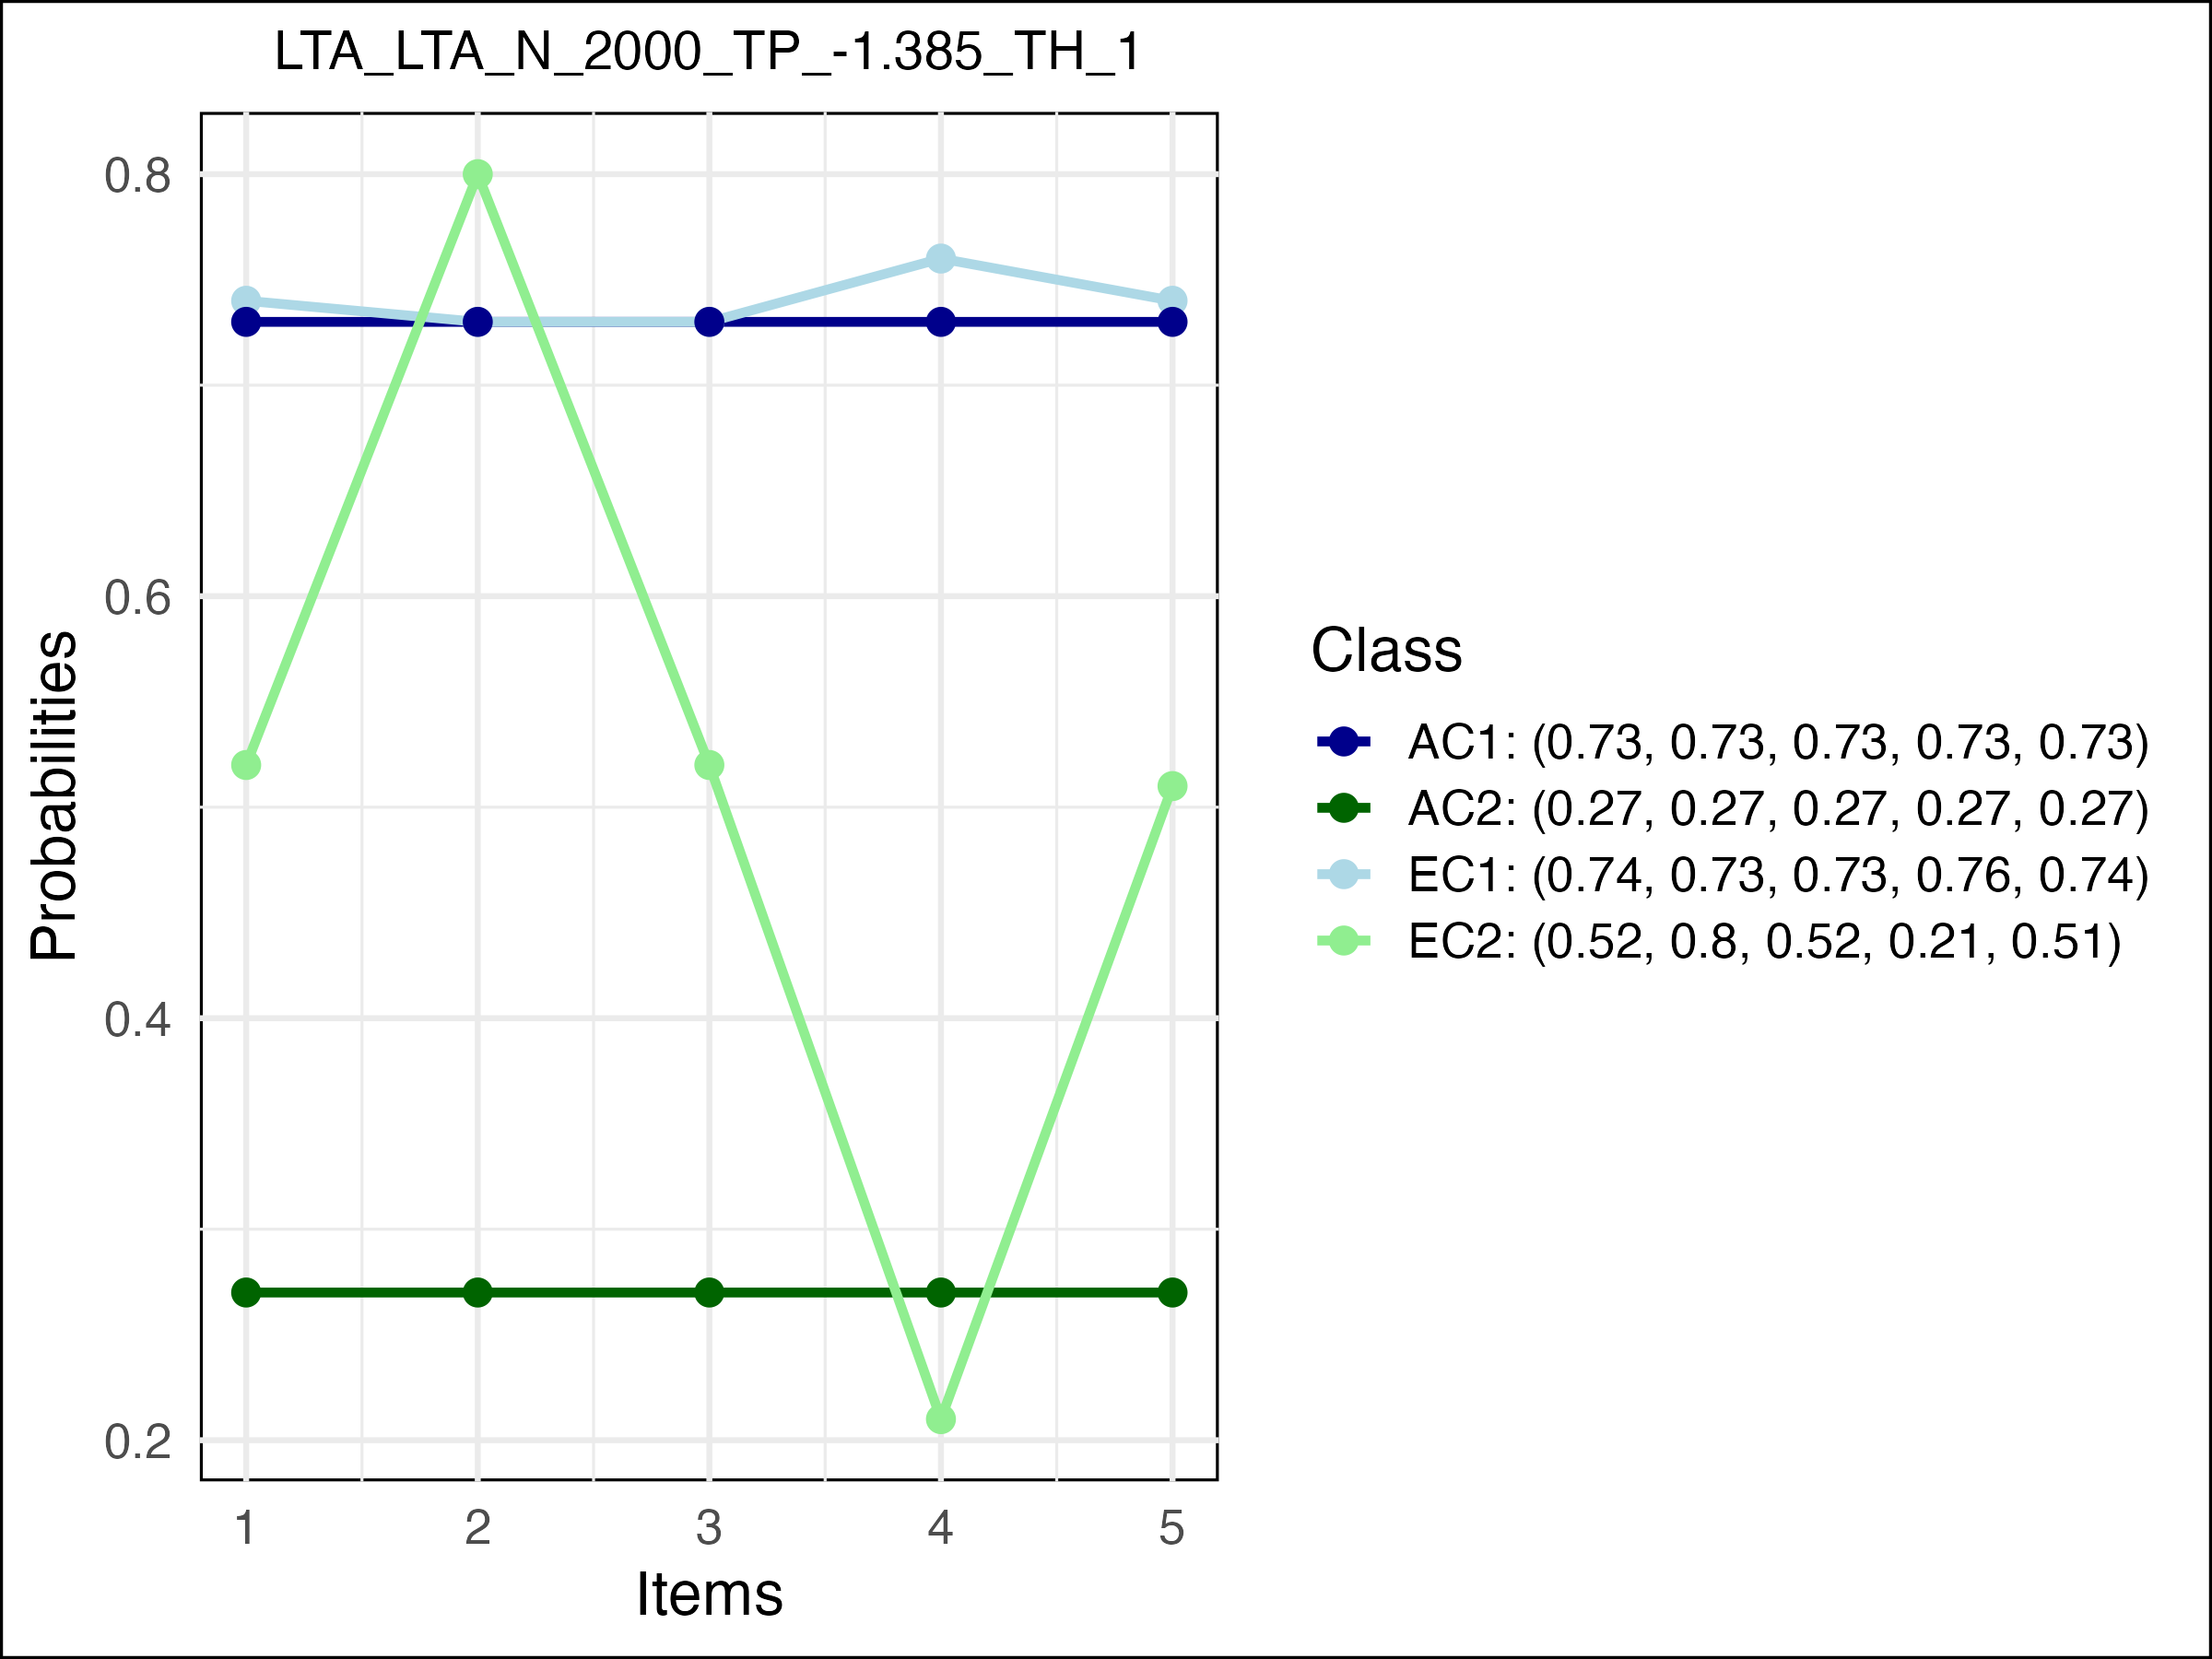 LTA_LTA_N_2000_TP_-1.385_TH_1
0.8
0.6
0.4
0.2
Probabilities
1 2 3 4 5
Items
Class
AC1: (0.73, 0.73, 0.73, 0.73, 0.73)
AC2: (0.27, 0.27, 0.27, 0.27, 0.27)
EC1: (0.74, 0.73, 0.73, 0.76, 0.74)
EC2: (0.52, 0.8, 0.52, 0.21, 0.51)